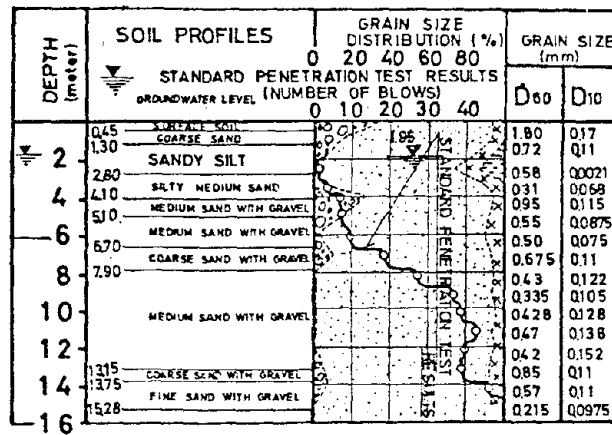 DEPTH (meter)
SOIL PROFILES
GROUNDWATER LEVEL
GRAIN SIZE DISTRIBUTION (%)
0 20 40 60 80
STANDARD PENETRATION TEST RESULTS
(NUMBER OF BLOWS)
0 10 20 30 40
GRAIN SIZE (mm)
D60 D10
0,45 SURFACE SOIL
1,30 COARSE SAND
SANDY SILT
2,80
SILTY MEDIUM SAND
4,10
MEDIUM SAND WITH GRAVEL
5,10
MEDIUM SAND WITH GRAVEL
6,70
COARSE SAND WITH GRAVEL
7,90
MEDIUM SAND WITH GRAVEL
13,15
COARSE SAND WITH GRAVEL
13,75
FINE SAND WITH GRAVEL
15,28
2
4
6
8
10
12
14
16
1.95
STANDARD PENETRATION TEST RESULTS
1.80 0,17
0,72 0,11
0,58 0,0021
0,31 0,068
0,95 0,115
0,55 0,0875
0,50 0,075
0,675 0,11
0,43 0,122
0,335 0,105
0,428 0,128
0,47 0,138
0,42 0,152
0,85 0,11
0,57 0,11
0,215 0,0975